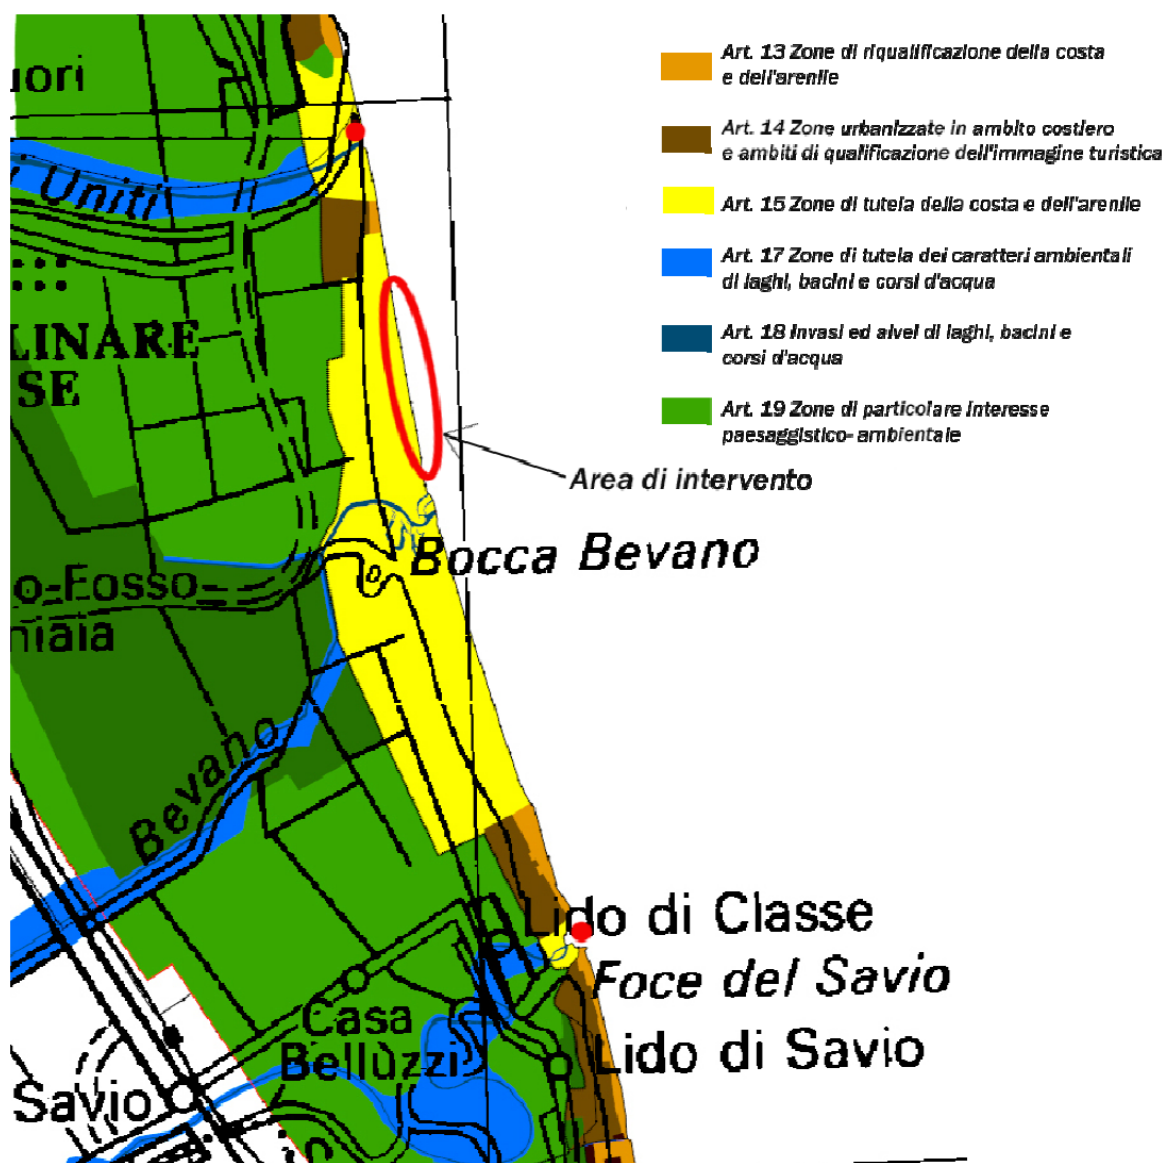 Art. 13 Zone di riqualificazione della costa
e dell'arenile
Art. 14 Zone urbanizzate in ambito costiero
e ambiti di qualificazione dell'immagine turistica
Art. 15 Zone di tutela della costa e dell'arenile
Art. 17 Zone di tutela dei caratteri ambientali
di laghi, bacini e corsi d'acqua
Art. 18 Invasi ed alvei di laghi, bacini e
corsi d'acqua
Art. 19 Zone di particolare interesse
paesaggistico-ambientale
Area di intervento
uori
i Uniti
LINARE
SE
Bocca Bevano
o-Fosso
niaia
Bevano
Lido di Classe
Foce del Savio
Casa
Belluzzi
Lido di Savio
Savio